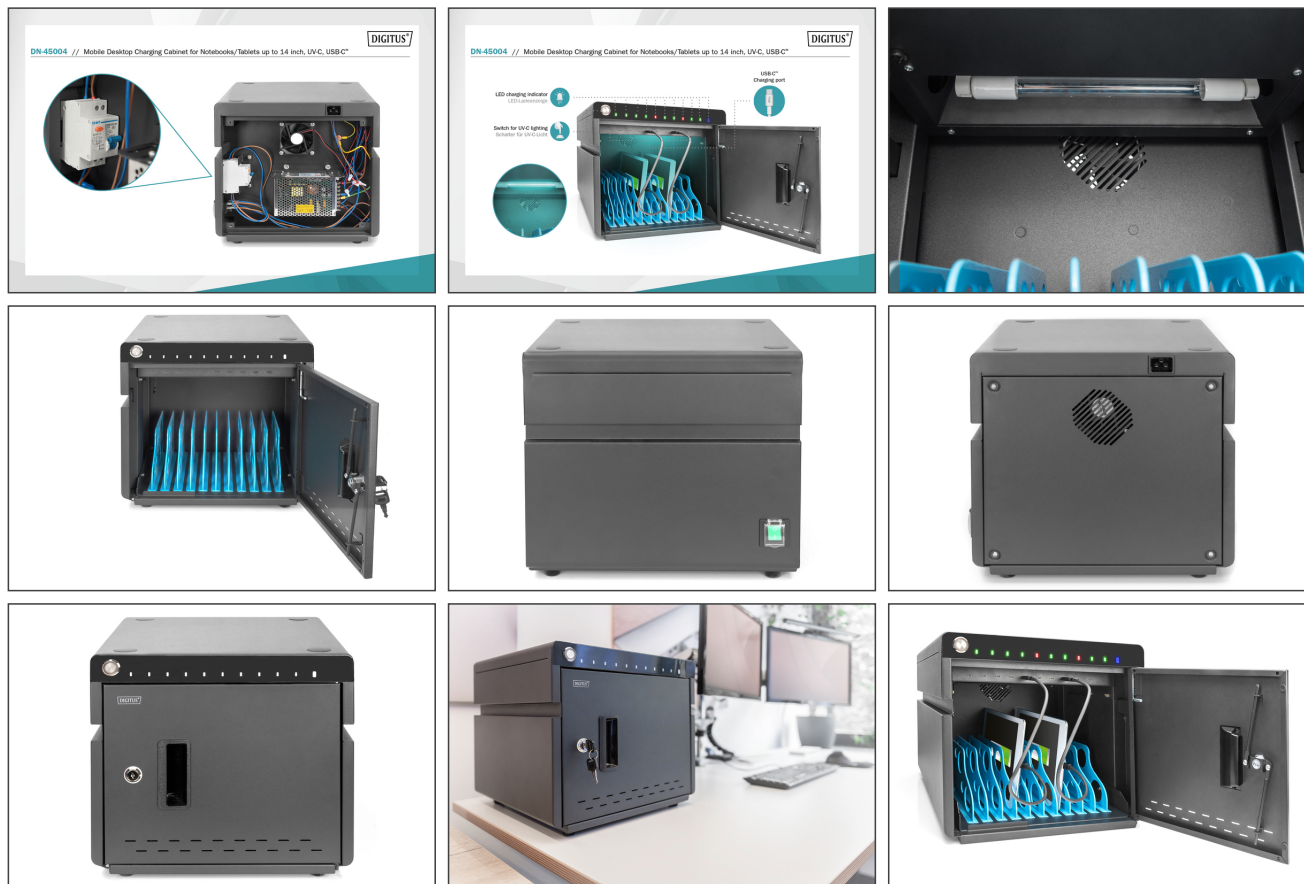 DIGITUS®
DN-45004 // Mobile Desktop Charging Cabinet for Notebooks/Tablets up to 14 inch, UV-C, USB-C™
DIGITUS®
DN-45004 // Mobile Desktop Charging Cabinet for Notebooks/Tablets up to 14 inch, UV-C, USB-C™
USB-C™
Charging port
LED charging indicator
LED-Ladeanzeige
Switch for UV-C lighting
Schalter für UV-C-Licht
DIGITUS®
DIGITUS®